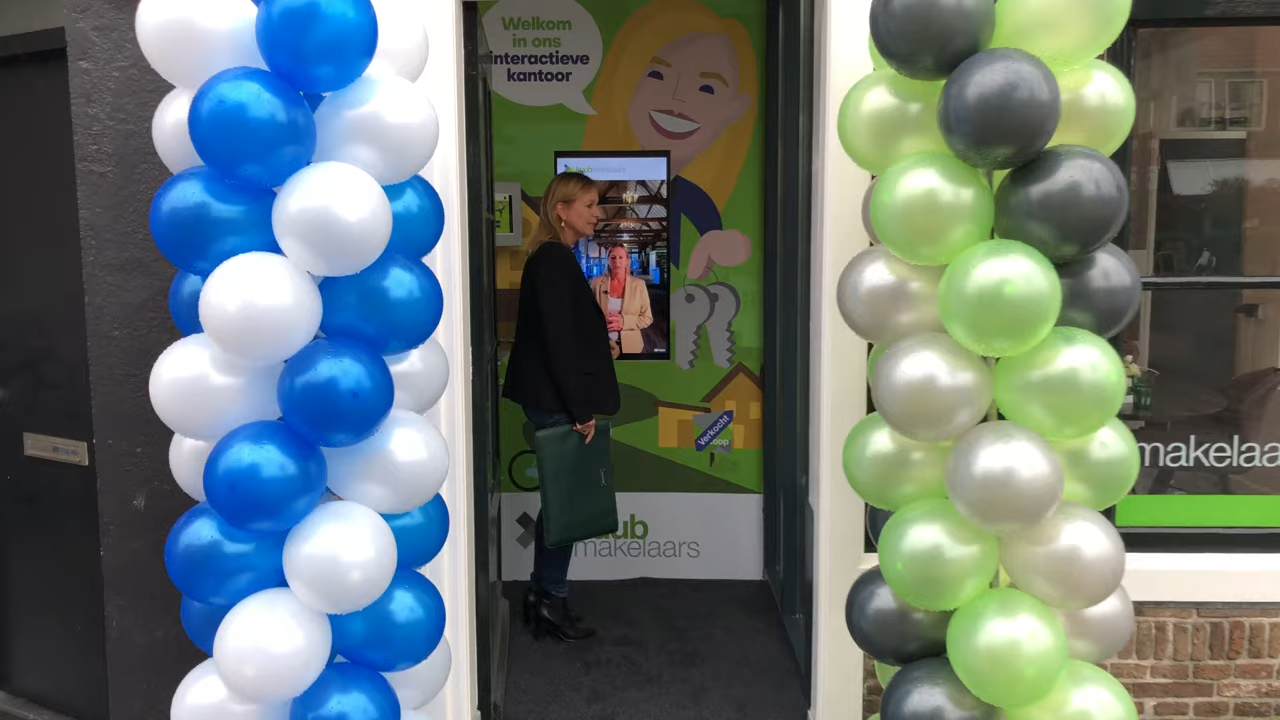 Welkom
in ons
interactieve
kantoor
Verkocht
makelaars
makelaa